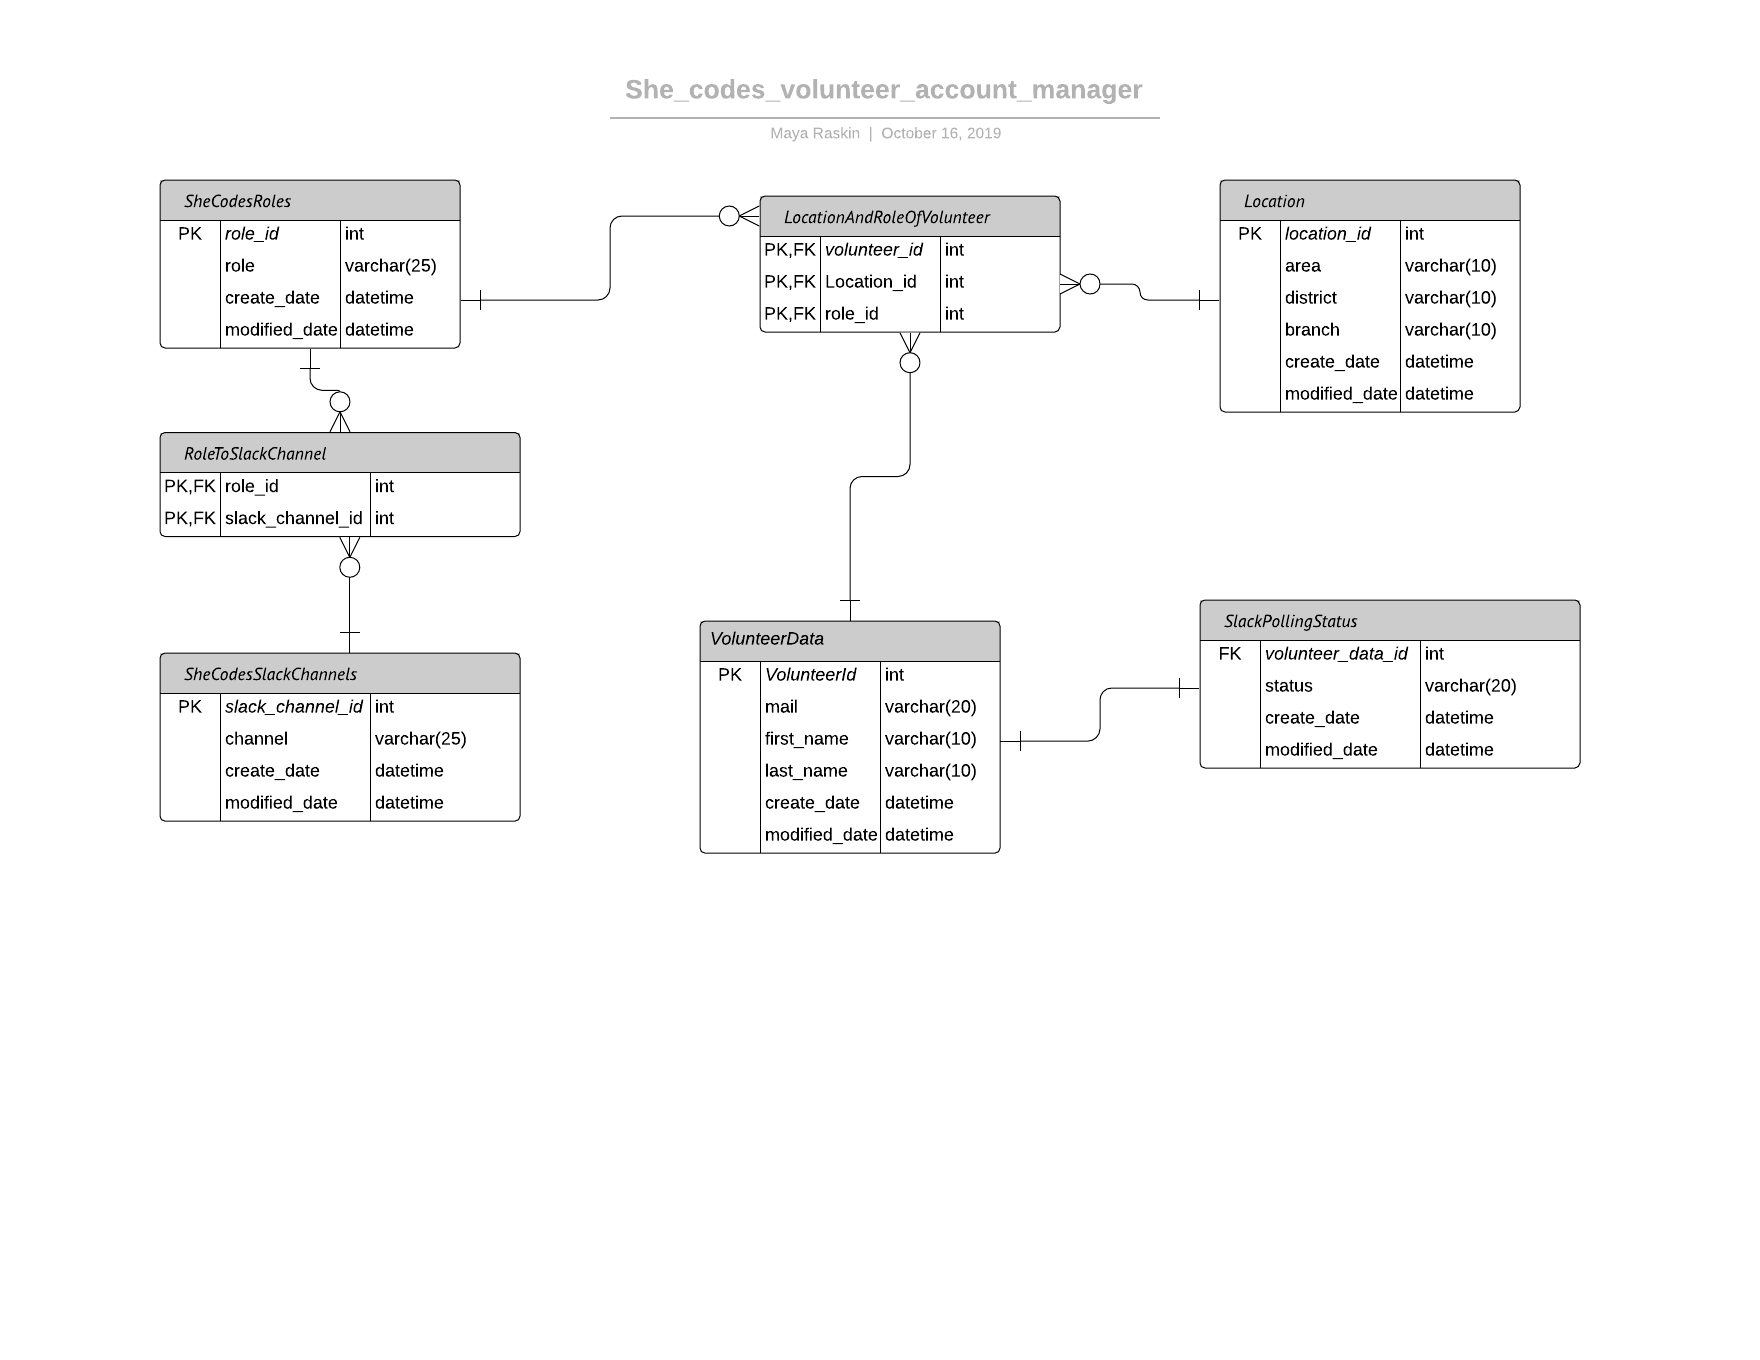 She_codes_volunteer_account_manager
Maya Raskin | October 16, 2019
SheCodesRoles
PK role_id int
role varchar(25)
create_date datetime
modified_date datetime
LocationAndRoleOfVolunteer
PK,FK volunteer_id int
PK,FK Location_id int
PK,FK role_id int
Location
PK location_id int
area varchar(10)
district varchar(10)
branch varchar(10)
create_date datetime
modified_date datetime
RoleToSlackChannel
PK,FK role_id int
PK,FK slack_channel_id int
SheCodesSlackChannels
PK slack_channel_id int
channel varchar(25)
create_date datetime
modified_date datetime
VolunteerData
PK VolunteerId int
mail varchar(20)
first_name varchar(10)
last_name varchar(10)
create_date datetime
modified_date datetime
SlackPollingStatus
FK volunteer_data_id int
status varchar(20)
create_date datetime
modified_date datetime